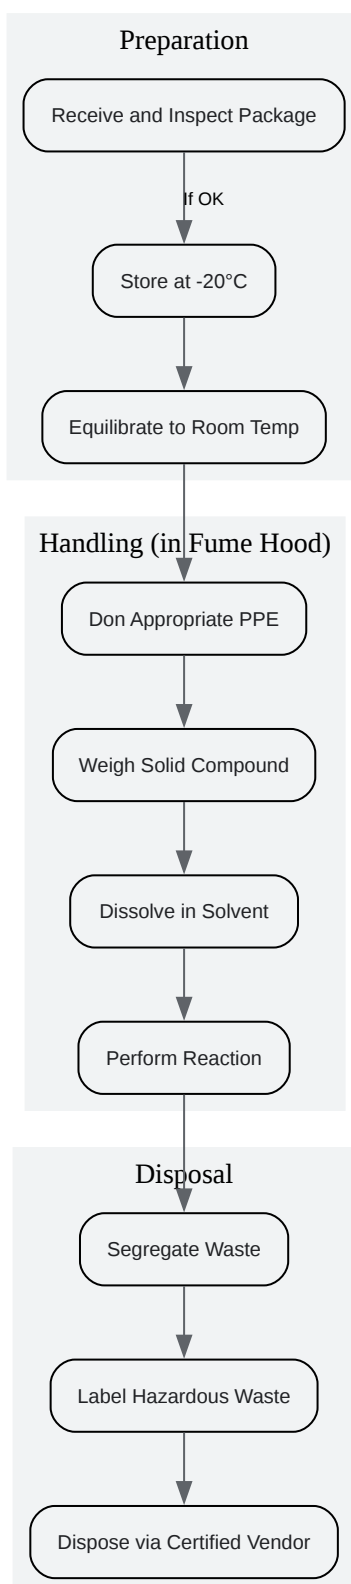 Preparation
Receive and Inspect Package
If OK
Store at -20°C
Equilibrate to Room Temp
Handling (in Fume Hood)
Don Appropriate PPE
Weigh Solid Compound
Dissolve in Solvent
Perform Reaction
Disposal
Segregate Waste
Label Hazardous Waste
Dispose via Certified Vendor